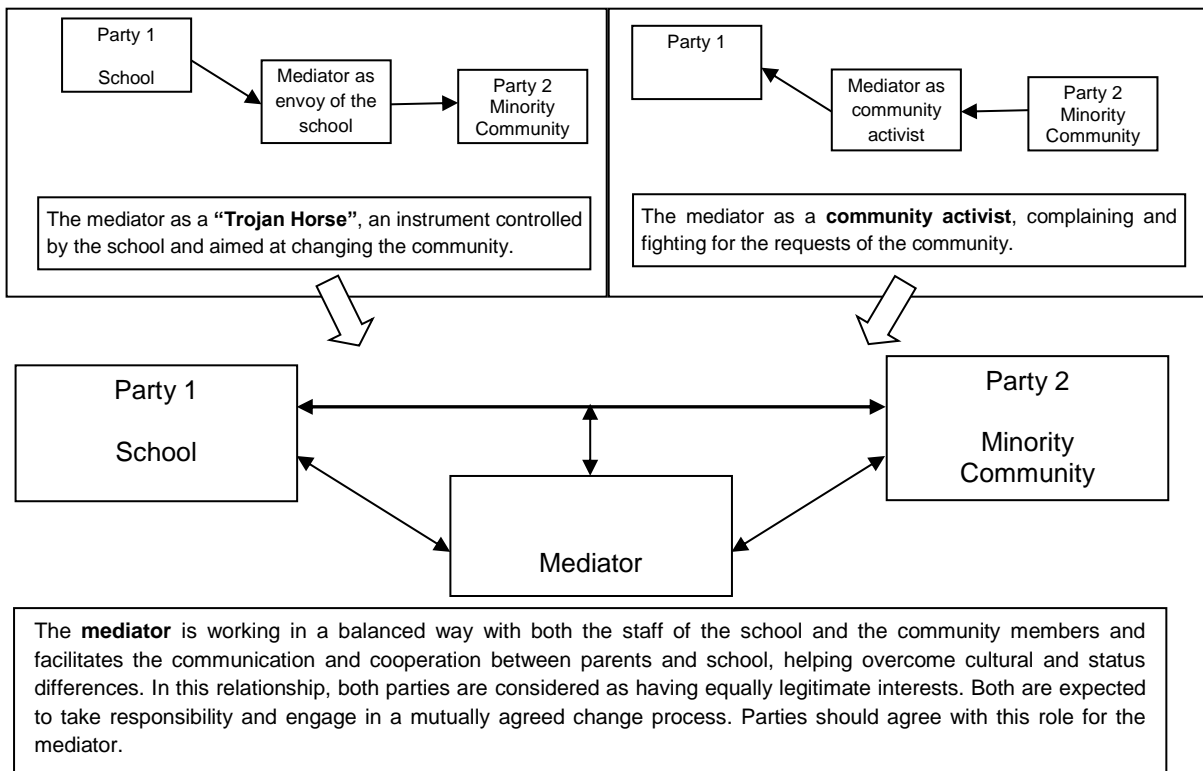 Party 1
School
Mediator as
envoy of the
school
Party 2
Minority
Community
The mediator as a “Trojan Horse”, an instrument controlled
by the school and aimed at changing the community.
Party 1
Mediator as
community
activist
Party 2
Minority
Community
The mediator as a community activist, complaining and
fighting for the requests of the community.
Party 1
School
Party 2
Minority
Community
Mediator
The mediator is working in a balanced way with both the staff of the school and the community members and
facilitates the communication and cooperation between parents and school, helping overcome cultural and status
differences. In this relationship, both parties are considered as having equally legitimate interests. Both are expected
to take responsibility and engage in a mutually agreed change process. Parties should agree with this role for the
mediator.